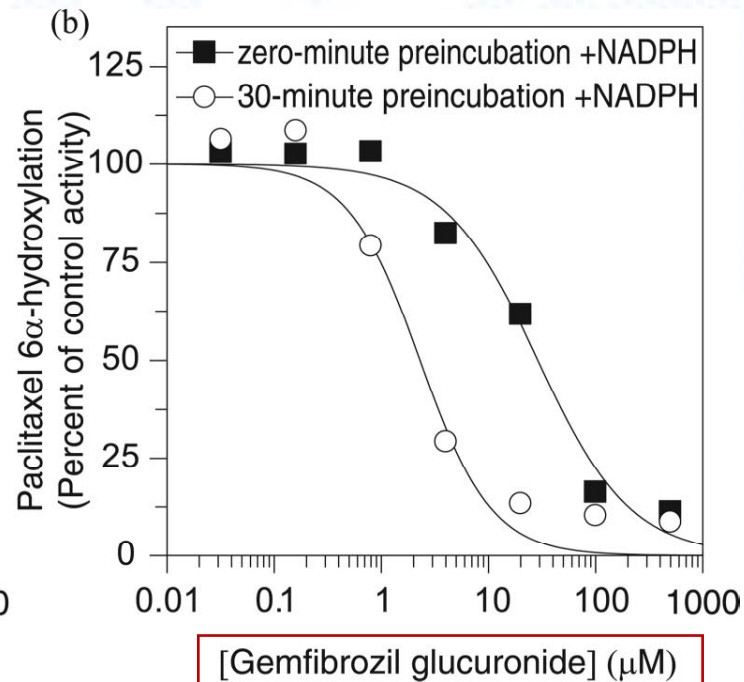 (b)
zero-minute preincubation +NADPH
30-minute preincubation +NADPH
Paclitaxel 6α-hydroxylation
(Percent of control activity)
125
100
75
50
25
0
0
0.01 0.1 1 10 100 1000
[Gemfibrozil glucuronide] (μM)